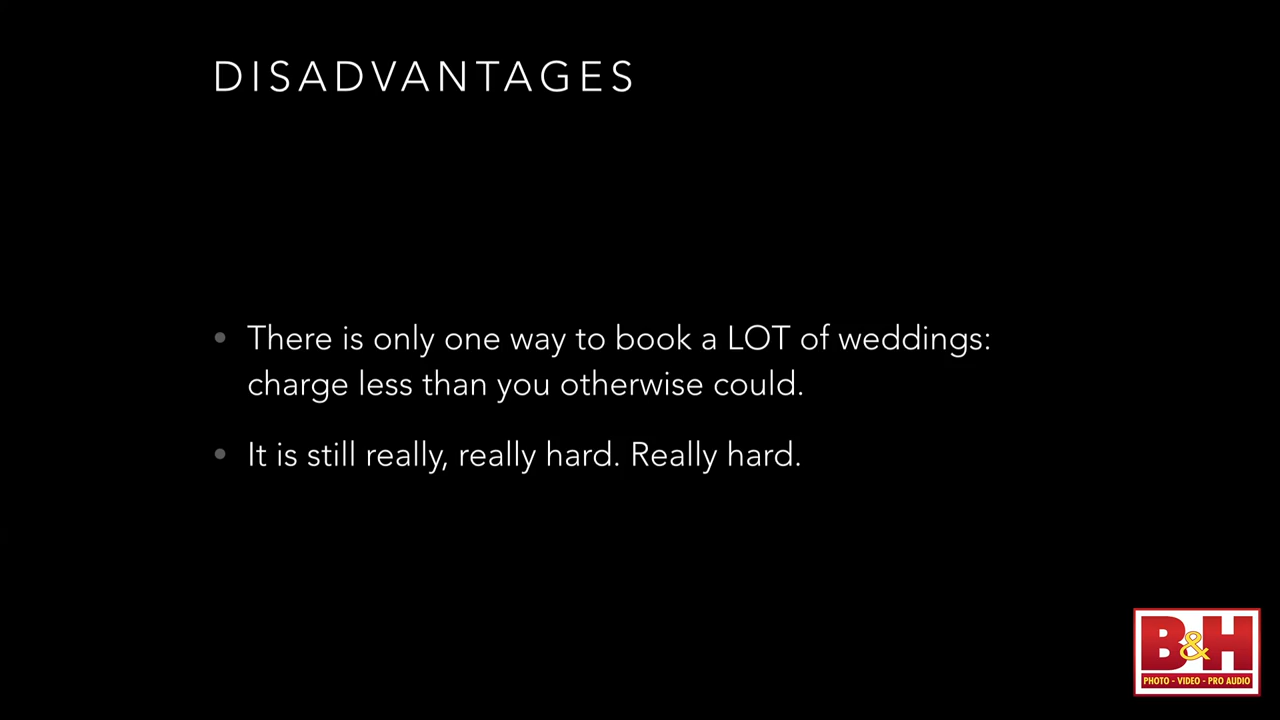 DISADVANTAGES
• There is only one way to book a LOT of weddings:
charge less than you otherwise could.
• It is still really, really hard. Really hard.
B&H
PHOTO - VIDEO - PRO AUDIO